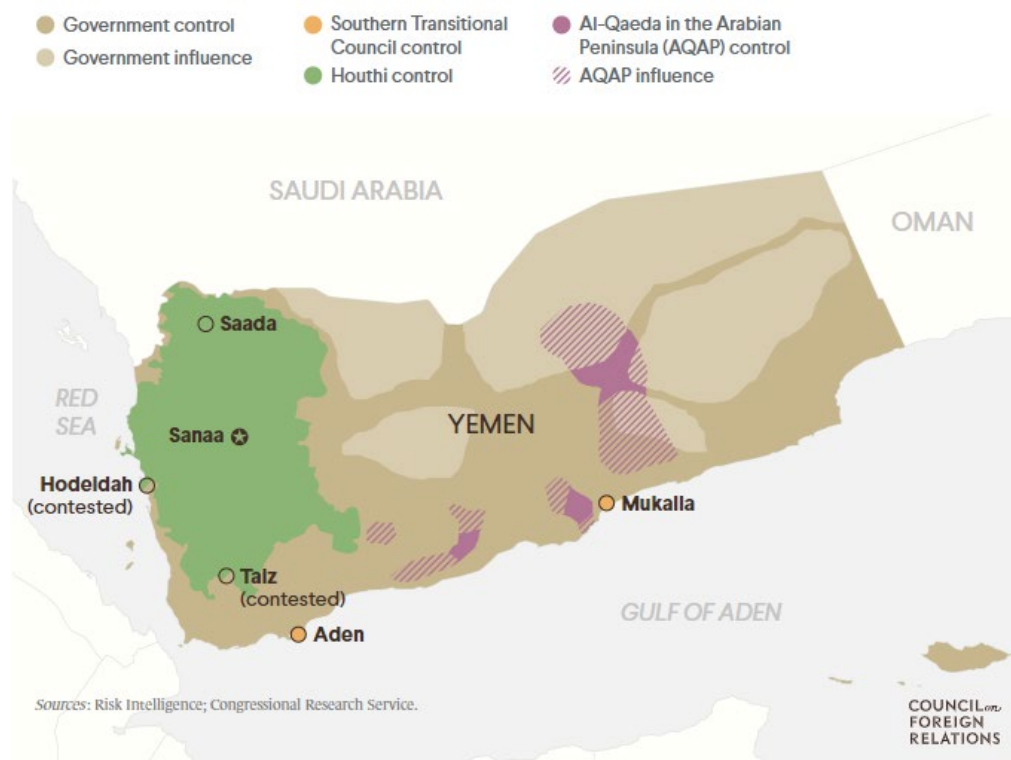 Government control
Government influence
Southern Transitional
Council control
Houthi control
Al-Qaeda in the Arabian
Peninsula (AQAP) control
AQAP influence
SAUDI ARABIA
OMAN
Saada
RED
SEA
YEMEN
Sanaa
Hodeldah
(contested)
Mukalla
Taiz
(contested)
GULF OF ADEN
Aden
Sources: Risk Intelligence; Congressional Research Service.
COUNCIL on
FOREIGN
RELATIONS